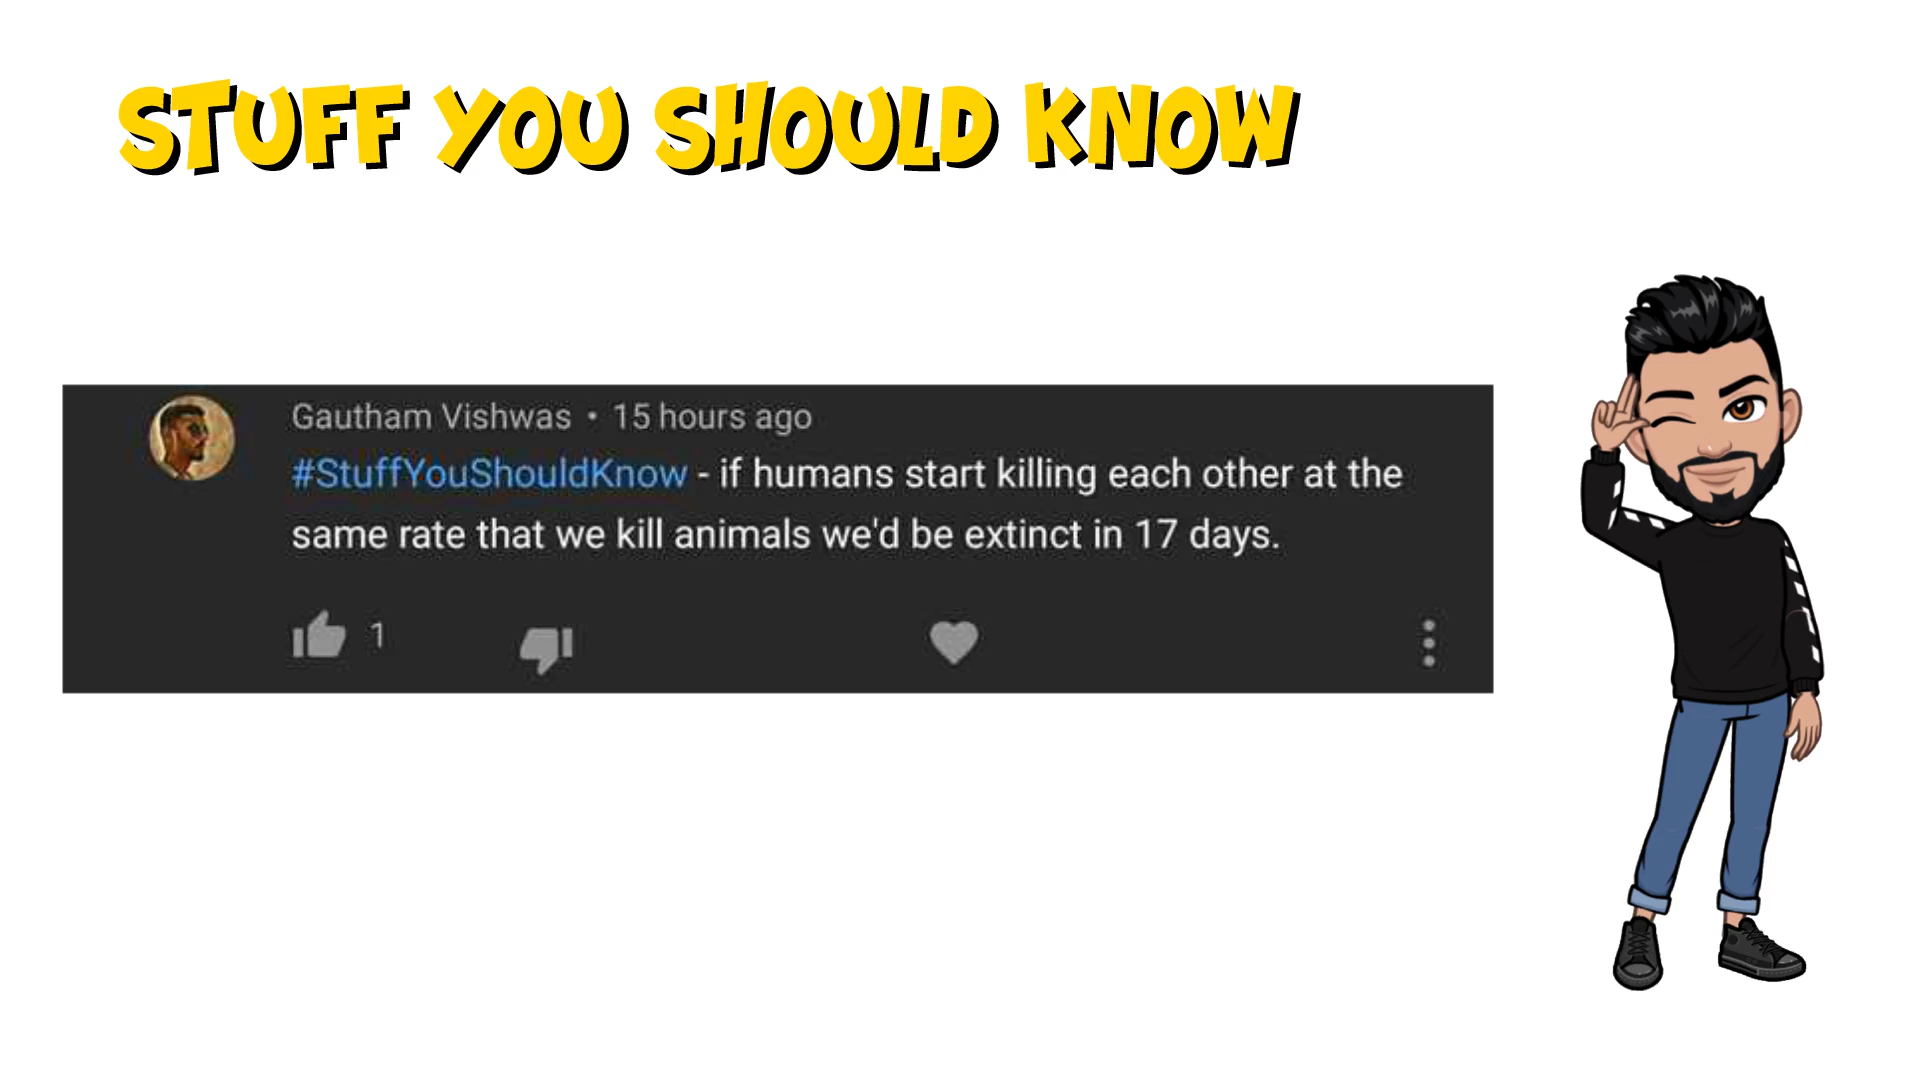 STUFF YOU SHOULD KNOW
Gautham Vishwas • 15 hours ago
#StuffYouShouldKnow - if humans start killing each other at the
same rate that we kill animals we'd be extinct in 17 days.
1